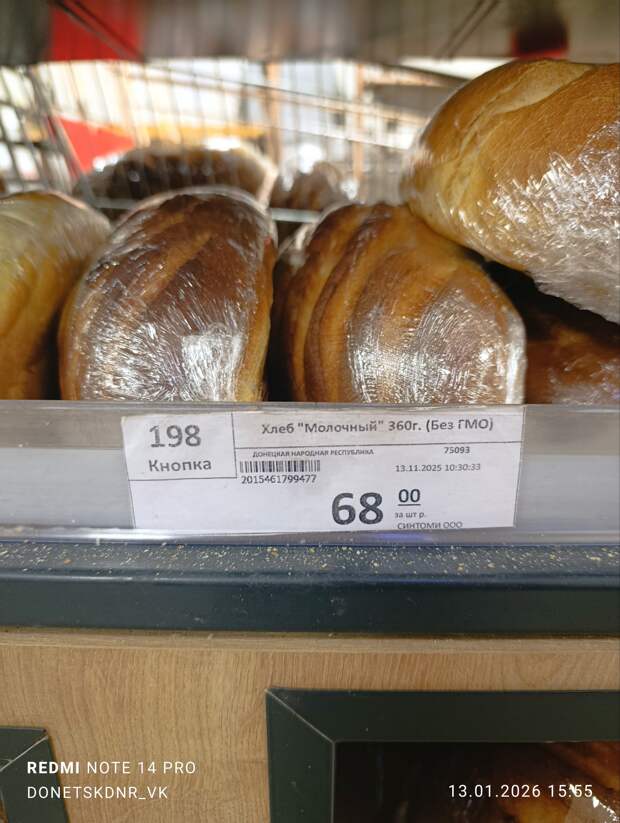 198
Кнопка
Хлеб "Молочный" 360г. (Без ГМО)
ДОНЕЦКАЯ НАРОДНАЯ РЕСПУБЛИКА
75093
13.11.2025 10:30:33
2015461799477
68 00
за шт р.
СИНТОМИ ООО
REDMI NOTE 14 PRO
DONETSKDNR_VK
13.01.2026 15:55